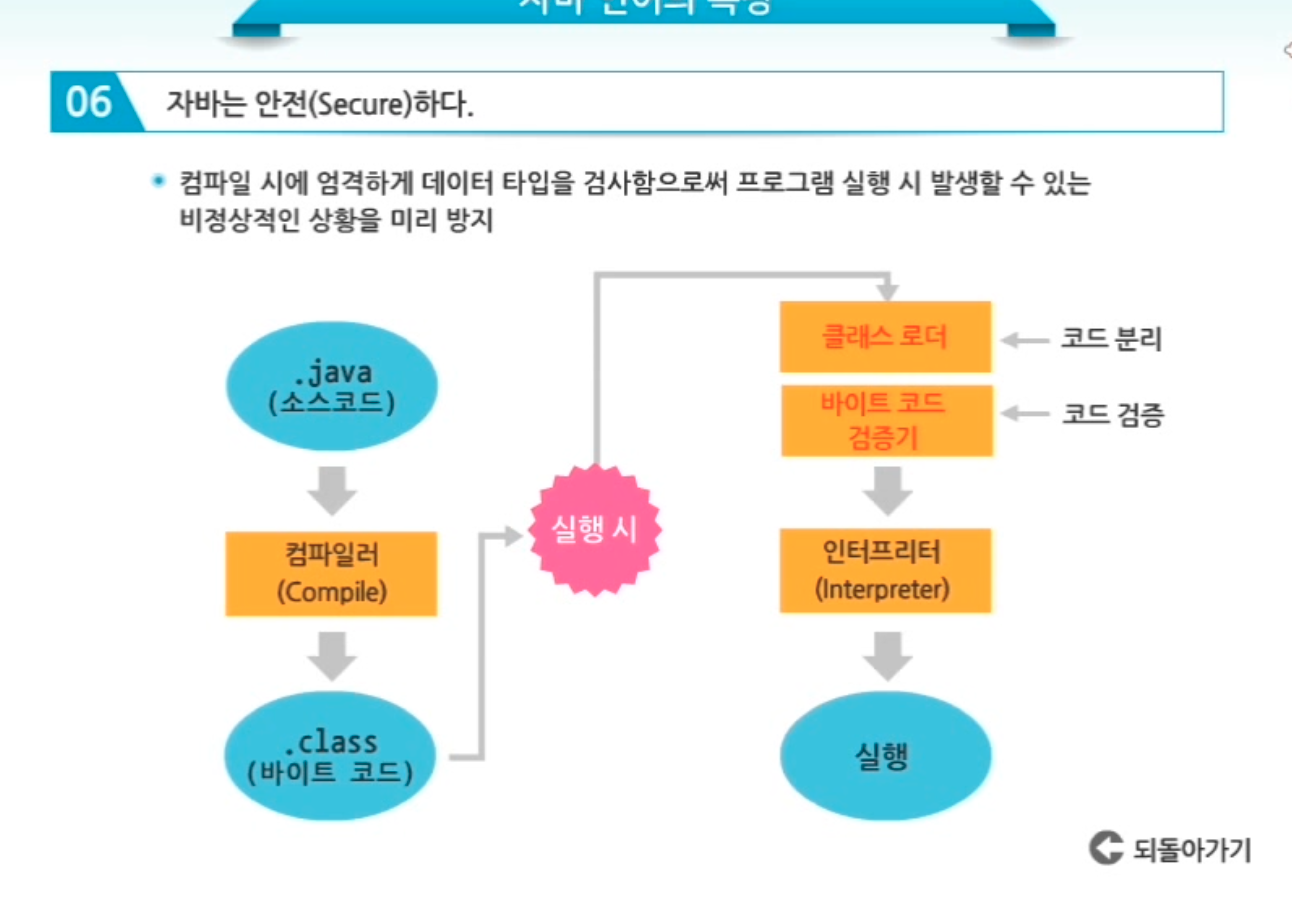 06
자바는 안전(Secure)하다.
컴파일 시에 엄격하게 데이터 타입을 검사함으로써 프로그램 실행 시 발생할 수 있는
비정상적인 상황을 미리 방지
.java
(소스코드)
컴파일러
(Compile)
.class
(바이트 코드)
실행 시
클래스 로더
코드 분리
바이트 코드
검증기
코드 검증
인터프리터
(Interpreter)
실행
되돌아가기